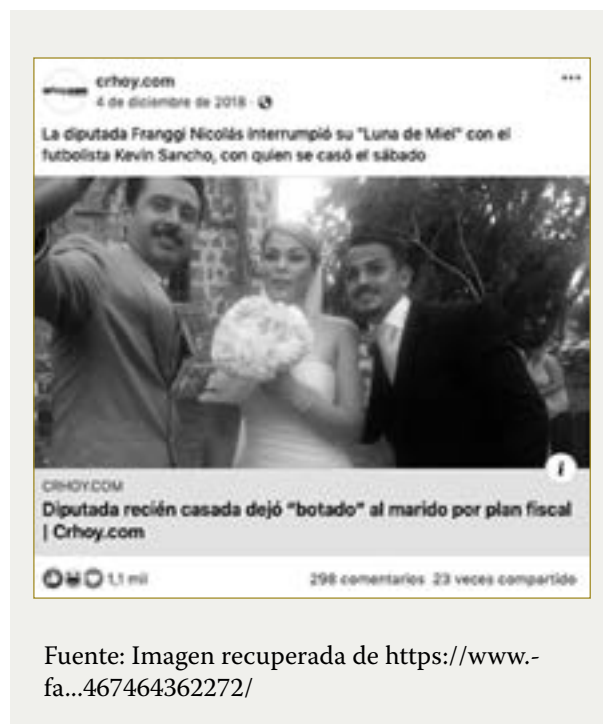 crhoy.com
4 de diciembre de 2018 ·
La diputada Franggi Nicolás interrumpió su "Luna de Miel" con el
futbolista Kevin Sancho, con quien se casó el sábado
i
CRHOY.COM
Diputada recién casada dejó "botado" al marido por plan fiscal
| Crhoy.com
1,1 mil 298 comentarios 23 veces compartido
Fuente: Imagen recuperada de https://www.-
fa...467464362272/